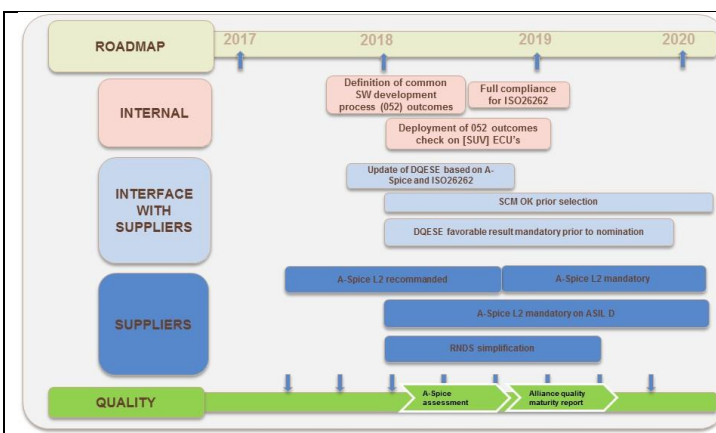 ROADMAP
2017
2018
2019
2020
INTERNAL
Definition of common
SW development
process (052) outcomes
Full compliance
for ISO26262
Deployment of 052 outcomes
check on [SUV] ECU's
INTERFACE
WITH
SUPPLIERS
Update of DQESE based on A-
Spice and ISO26262
SCM OK prior selection
DQESE favorable result mandatory prior to nomination
SUPPLIERS
A-Spice L2 recommanded
A-Spice L2 mandatory
A-Spice L2 mandatory on ASIL D
RNDS simplification
QUALITY
A-Spice
assessment
Alliance quality
maturity report